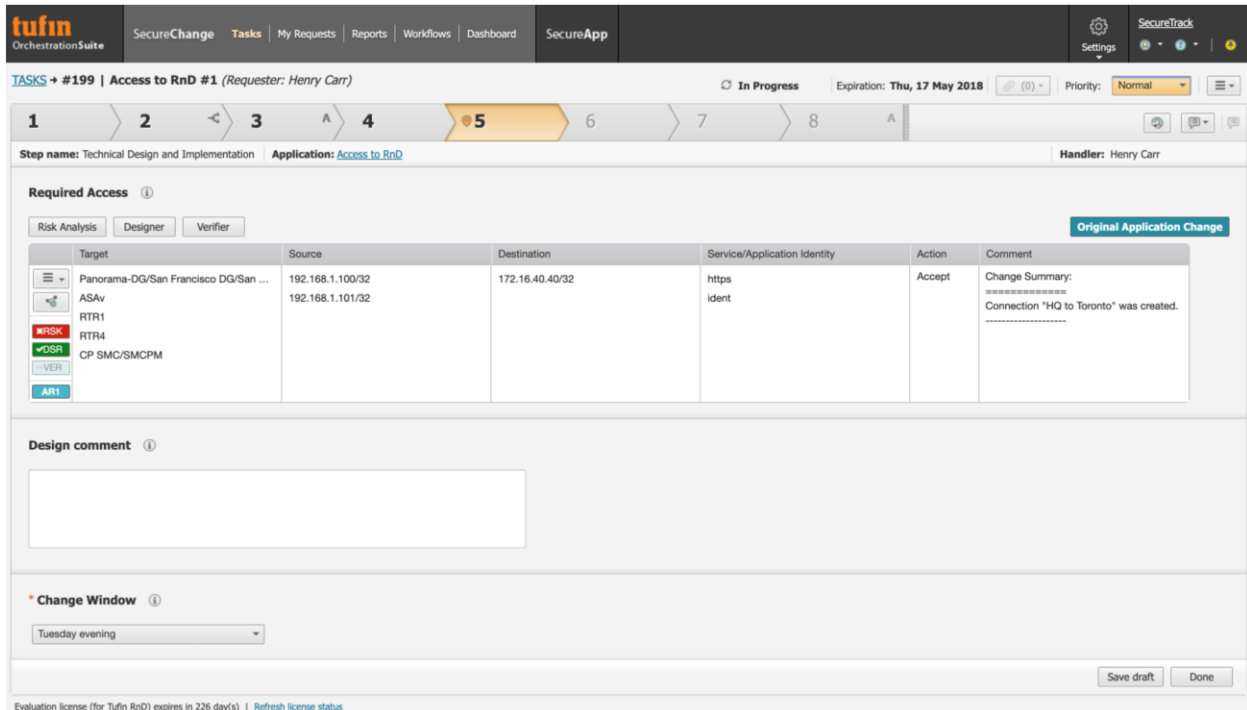 tufin
OrchestrationSuite
SecureChange Tasks | My Requests | Reports | Workflows | Dashboard SecureApp
Settings
SecureTrack
TASKS → #199 | Access to RnD #1 (Requester: Henry Carr)
In Progress
Expiration: Thu, 17 May 2018
(0)
Priority: Normal
1 2 3 A 4 5 6 7 8 A
Step name: Technical Design and Implementation Application: Access to RnD Handler: Henry Carr
Required Access
Risk Analysis Designer Verifier Original Application Change
Target Source Destination Service/Application Identity Action Comment
Panorama-DG/San Francisco DG/San ... 192.168.1.100/32 172.16.40.40/32 https Accept Change Summary:
ASAv 192.168.1.101/32 ident =============
RTR1 Connection "HQ to Toronto" was created.
RTR4 --------------------
CP SMC/SMCPM
RSK
DSR
VER
AR1
Design comment
* Change Window
Tuesday evening
Save draft Done
Evaluation license (for Tufin RnD) expires in 226 day(s) | Refresh license status